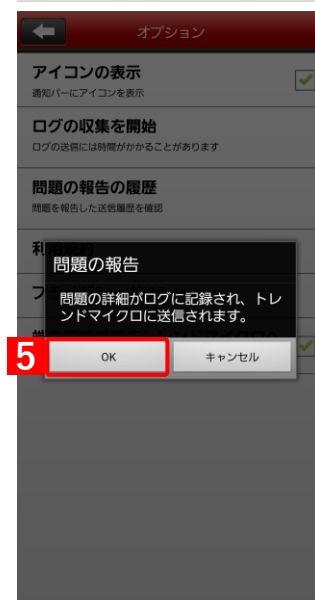 オプション
アイコンの表示
通知バーにアイコンを表示
ログの収集を開始
ログの送信には時間がかかることがあります
問題の報告の履歴
問題を報告した送信履歴を確認
利用規約
問題の報告
問題の詳細がログに記録され、トレ
ンドマイクロに送信されます。
5
OK
キャンセル